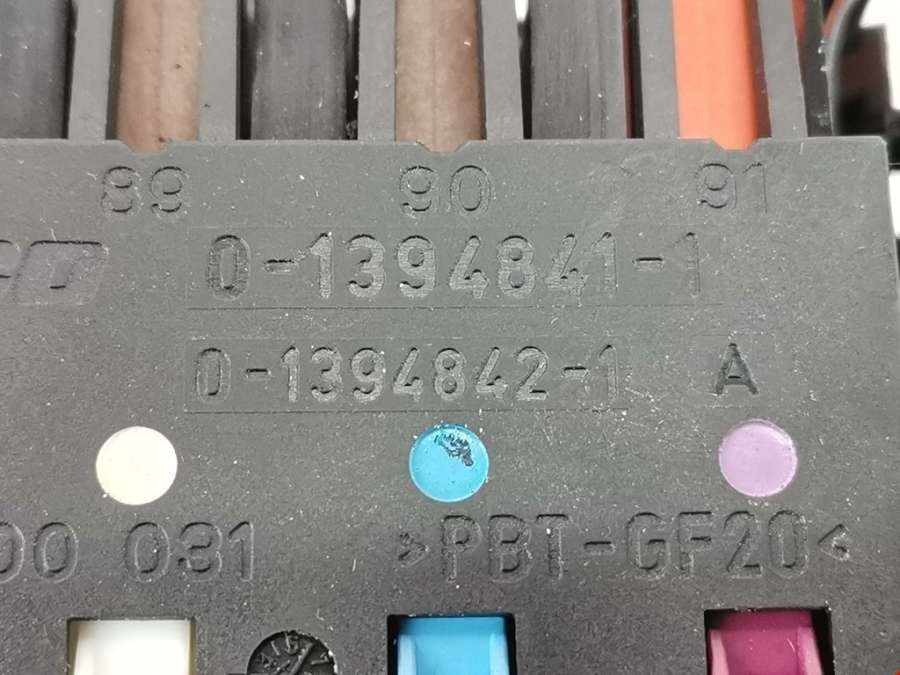 89 90 91
0-1394841-1
0-1394842-1 A
00 031 >PBT-GF20<